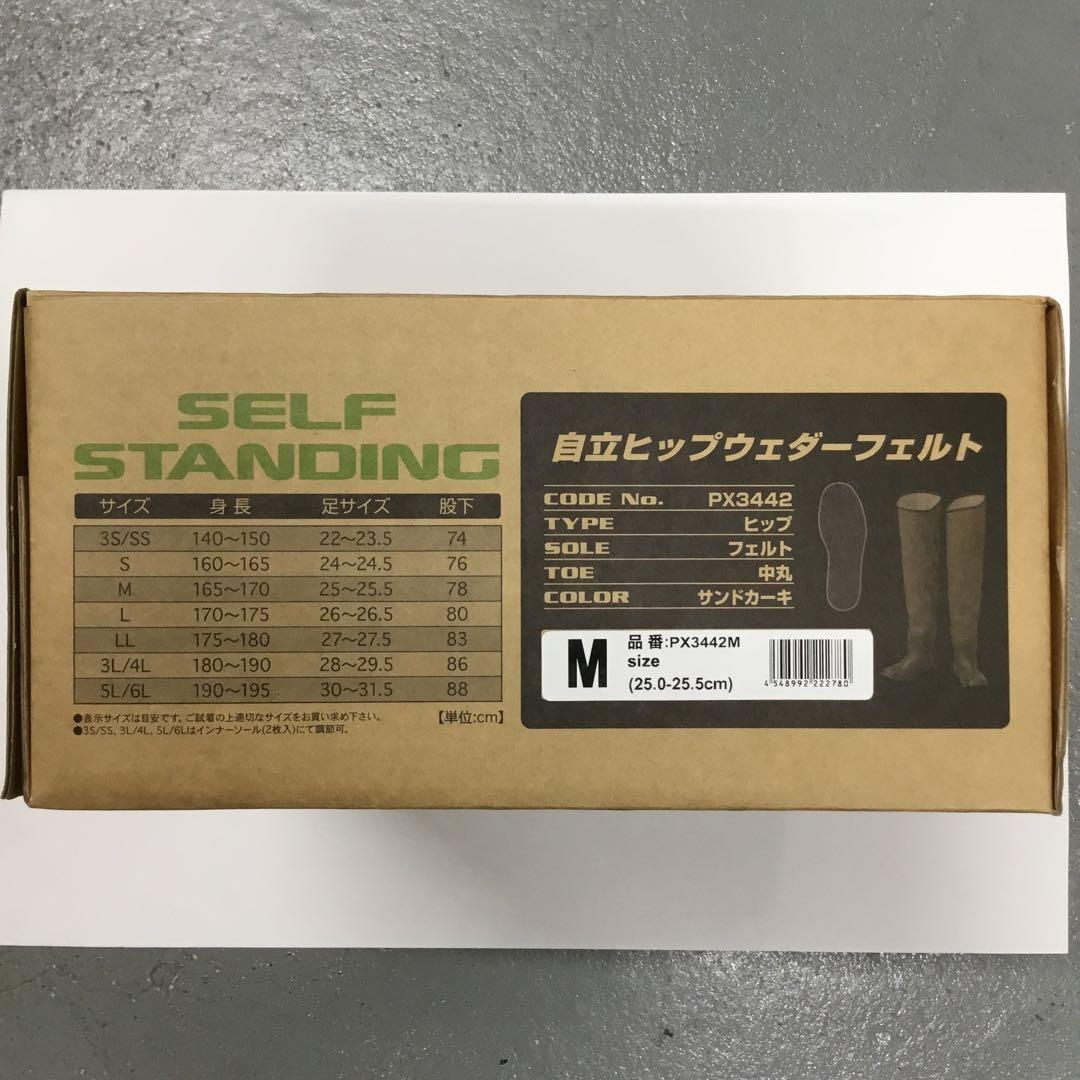 SELF
STANDING
サイズ 身長 足サイズ 股下
3S/SS 140〜150 22〜23.5 74
S 160〜165 24〜24.5 76
M 165〜170 25〜25.5 78
L 170〜175 26〜26.5 80
LL 175〜180 27〜27.5 83
3L/4L 180〜190 28〜29.5 86
5L/6L 190〜195 30〜31.5 88
●表示サイズは目安です。ご試着の上適切なサイズをお買い求め下さい。
【単位:cm】
●3S/SS、3L/4L、5L/6Lはインナーソール(2枚入)にて調節可。
自立ヒップウェダーフェルト
CODE No. PX3442
TYPE ヒップ
SOLE フェルト
TOE 中丸
COLOR サンドカーキ
M
品番:PX3442M
size
(25.0-25.5cm)
4 548992 222780